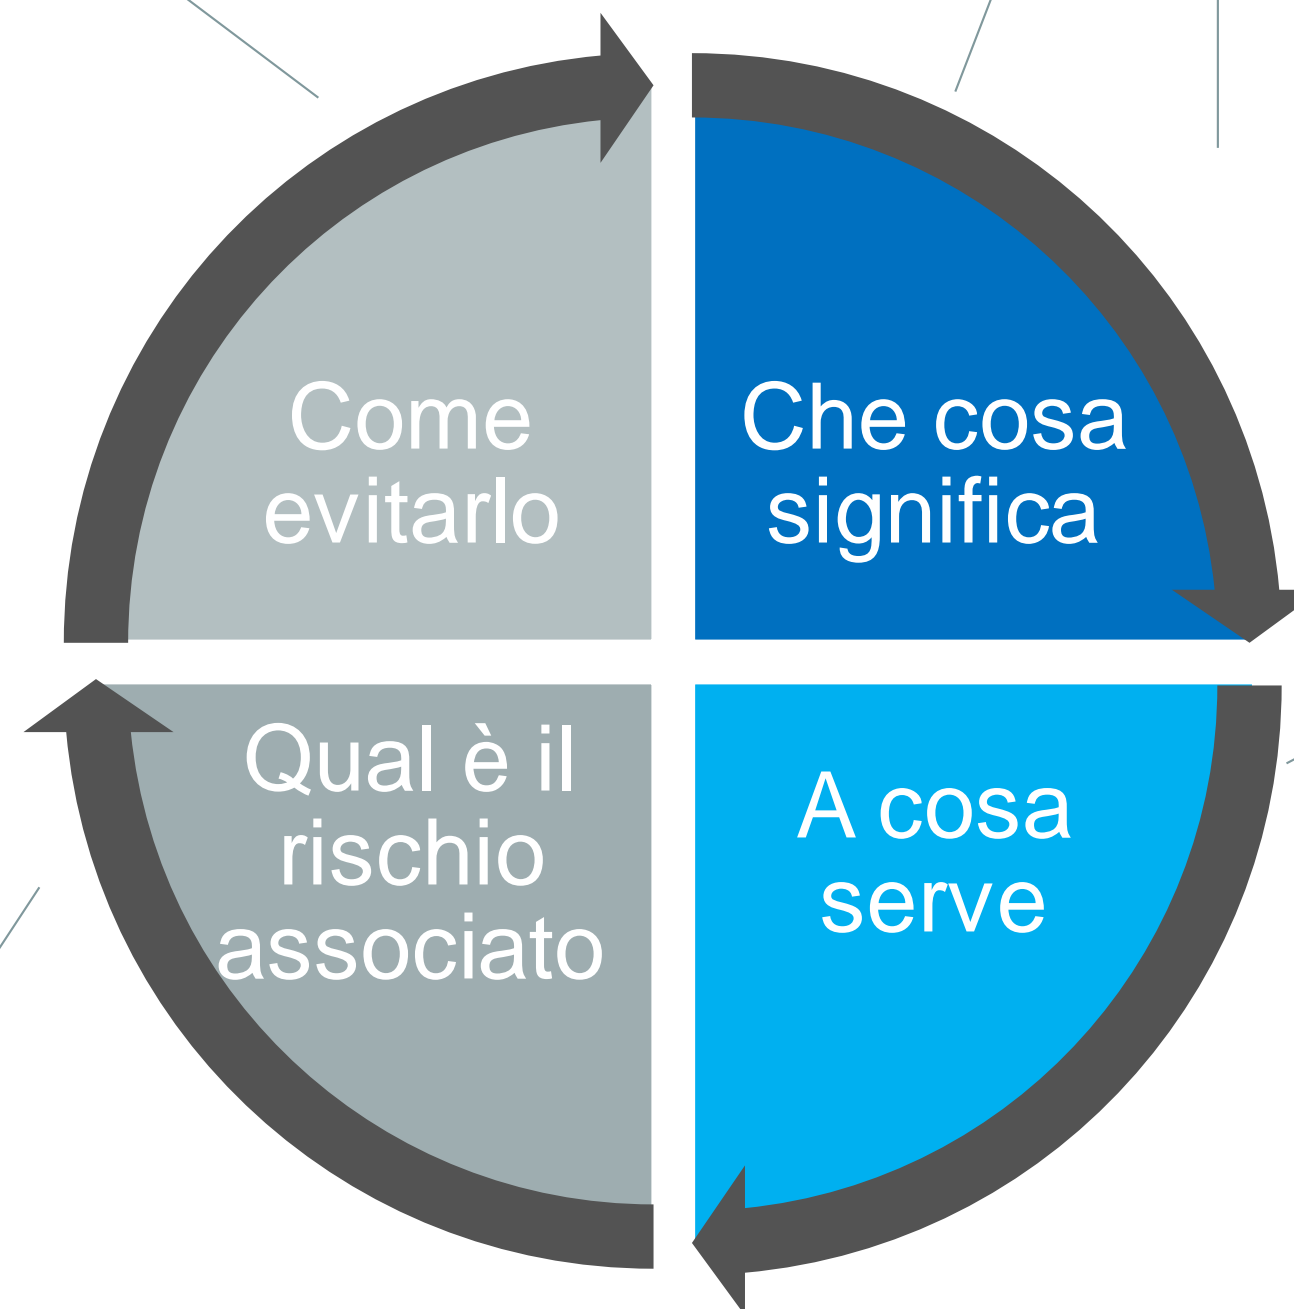 Come
evitarlo
Che cosa
significa
Qual è il
rischio
associato
A cosa
serve